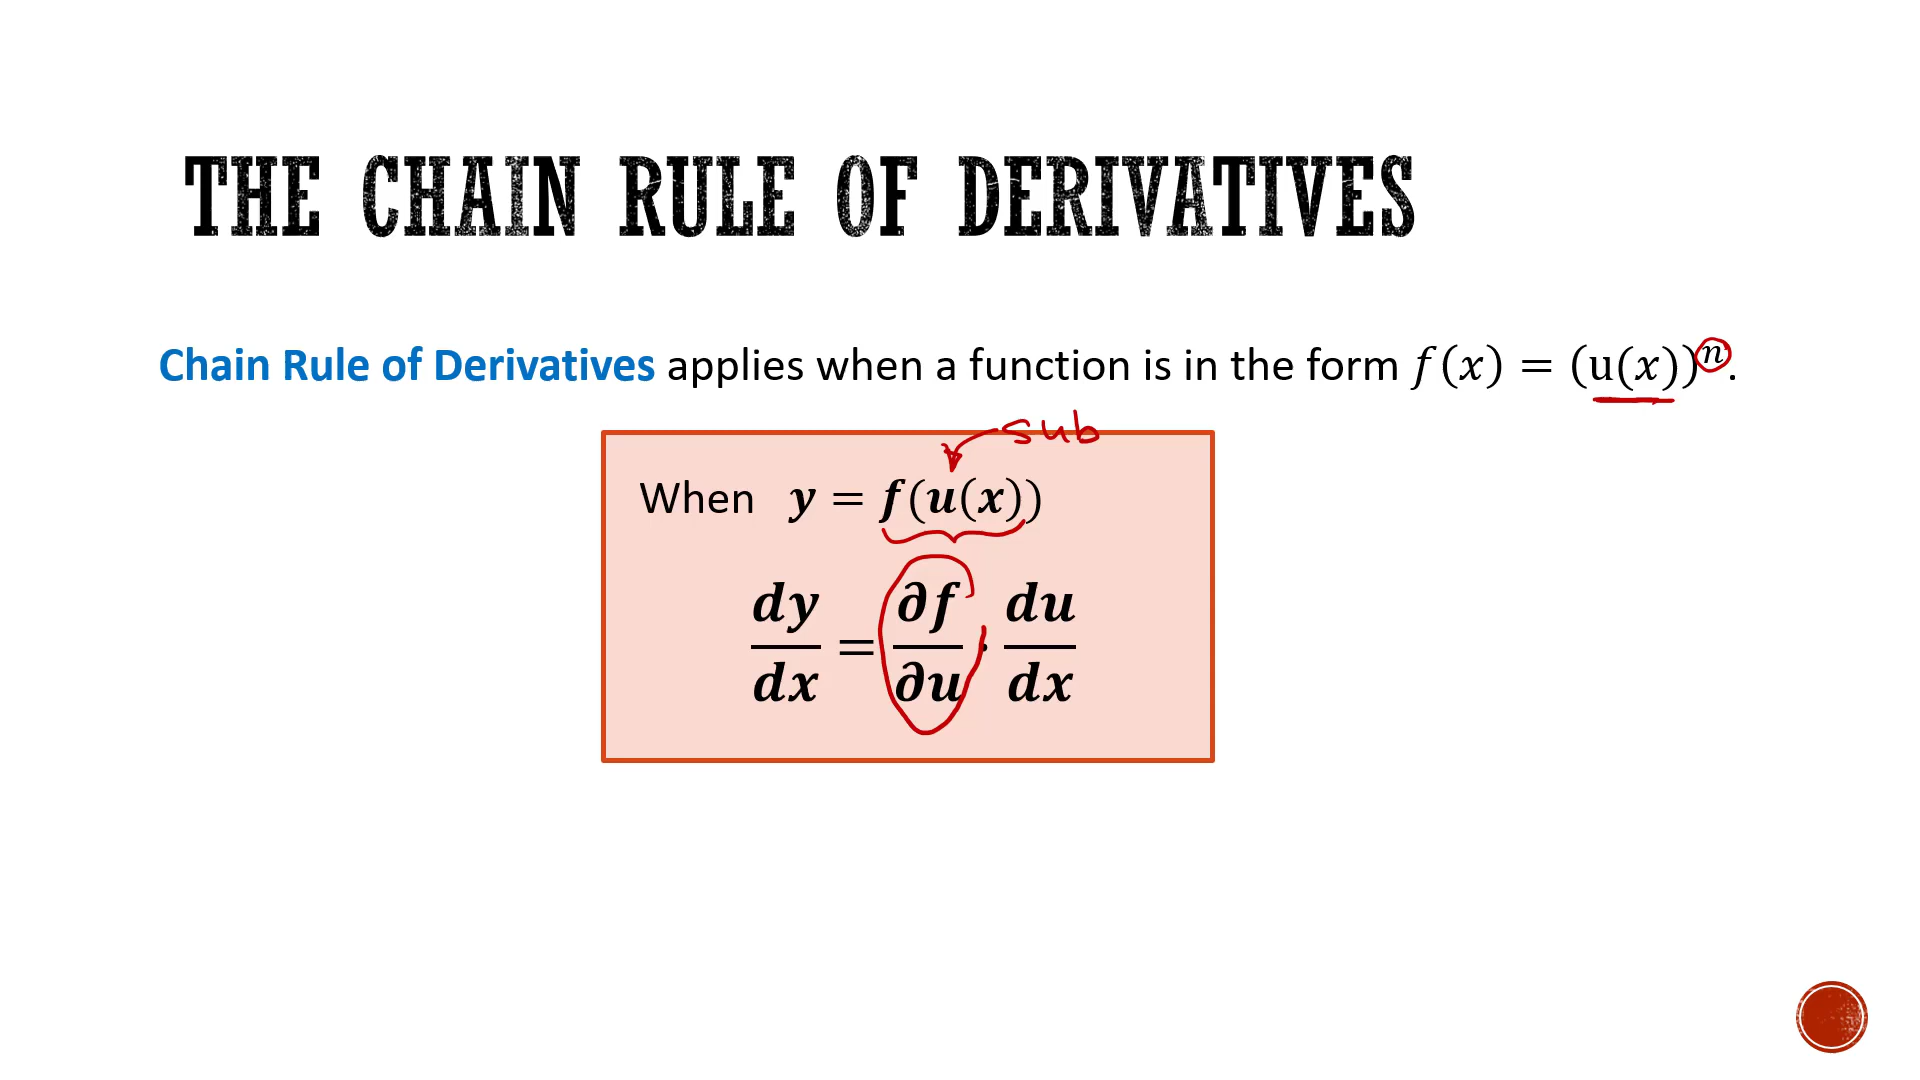 THE CHAIN RULE OF DERIVATIVES
Chain Rule of Derivatives applies when a function is in the form f(x) = (u(x))ⁿ.
sub
When y = f(u(x))
dy/dx = ∂f/∂u · du/dx